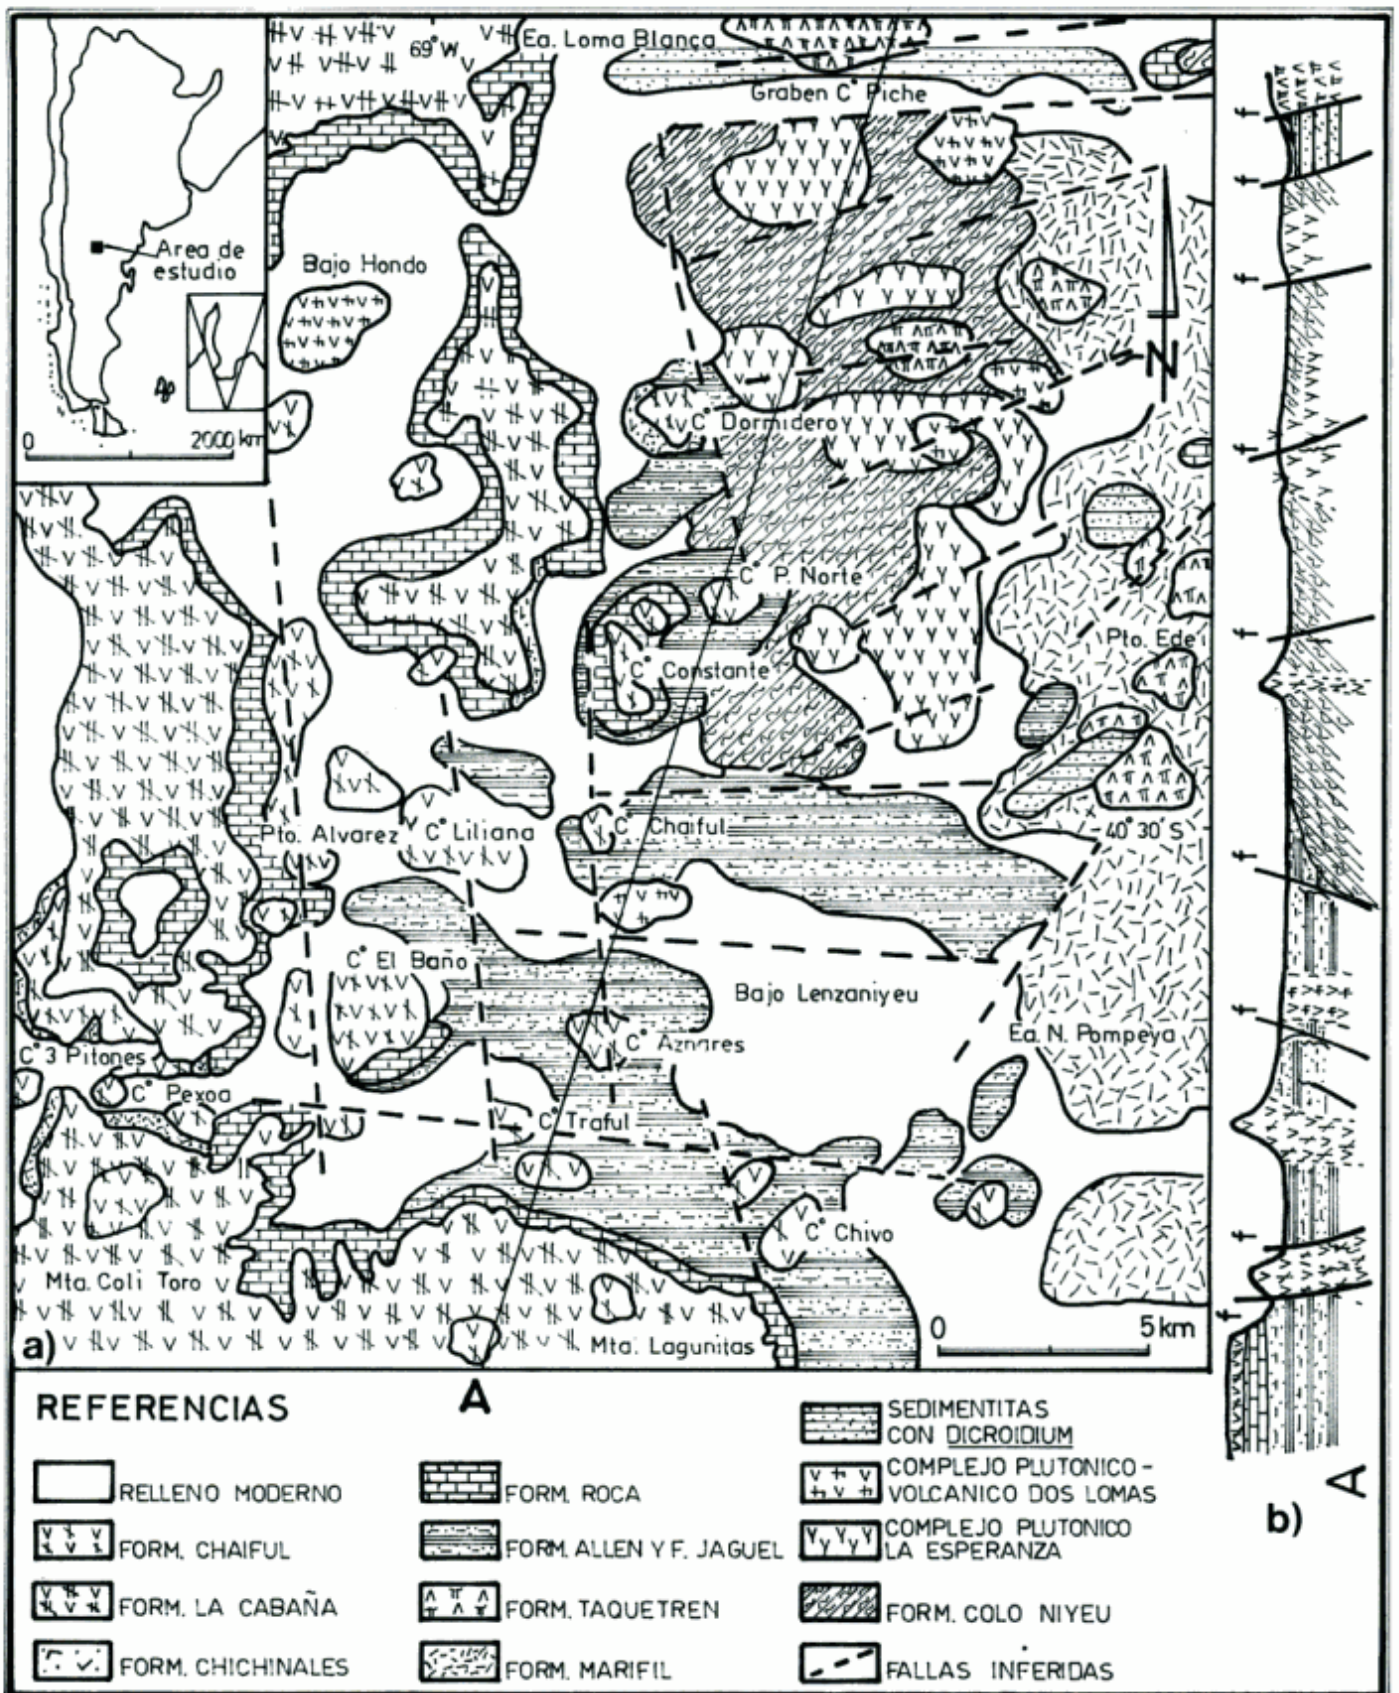 69° W
Ea. Loma Blanca
Graben C° Piche
Area de
estudio
Bajo Hondo
N
0
2000 km
C° Dormidero
C° P. Norte
Pto. Ede
C° Constante
Pto. Alvarez
C° Liliana
C° Chaiful
40° 30' S
C° El Baño
Bajo Lenzaniyeu
C° Aznares
Ea. N. Pompeya
C° 3 Pitones
C° Pexoa
C° Traful
C° Chivo
Mta. Coli Toro
Mta. Lagunitas
0
5 km
a)
A
f
f
f
f
f
f
f
f
f
A
b)
REFERENCIAS
RELLENO MODERNO
FORM. CHAIFUL
FORM. LA CABAÑA
FORM. CHICHINALES
FORM. ROCA
FORM. ALLEN Y F. JAGUEL
FORM. TAQUETREN
FORM. MARIFIL
SEDIMENTITAS
CON DICROIDIUM
COMPLEJO PLUTONICO-
VOLCANICO DOS LOMAS
COMPLEJO PLUTONICO
LA ESPERANZA
FORM. COLO NIYEU
FALLAS INFERIDAS